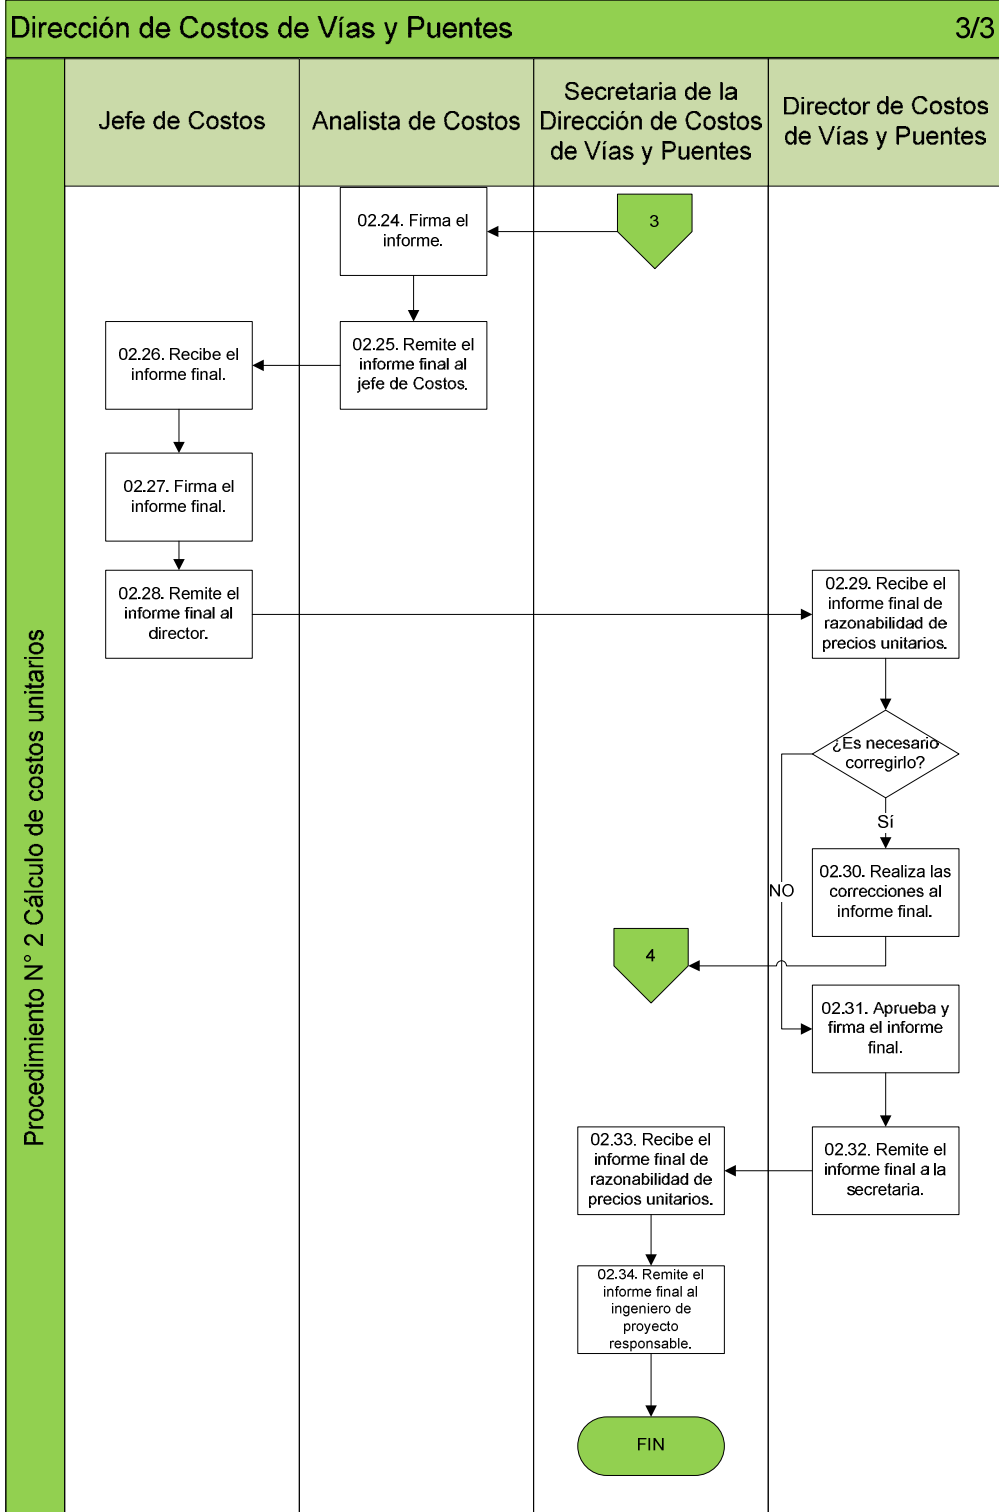 Dirección de Costos de Vías y Puentes 3/3
Procedimiento N° 2 Cálculo de costos unitarios
Jefe de Costos
Analista de Costos
Secretaria de la
Dirección de Costos
de Vías y Puentes
Director de Costos
de Vías y Puentes
3
02.24. Firma el
informe.
02.25. Remite el
informe final al
jefe de Costos.
02.26. Recibe el
informe final.
02.27. Firma el
informe final.
02.28. Remite el
informe final al
director.
02.29. Recibe el
informe final de
razonabilidad de
precios unitarios.
¿Es necesario
corregirlo?
Sí
NO
02.30. Realiza las
correcciones al
informe final.
4
02.31. Aprueba y
firma el informe
final.
02.32. Remite el
informe final a la
secretaria.
02.33. Recibe el
informe final de
razonabilidad de
precios unitarios.
02.34. Remite el
informe final al
ingeniero de
proyecto
responsable.
FIN